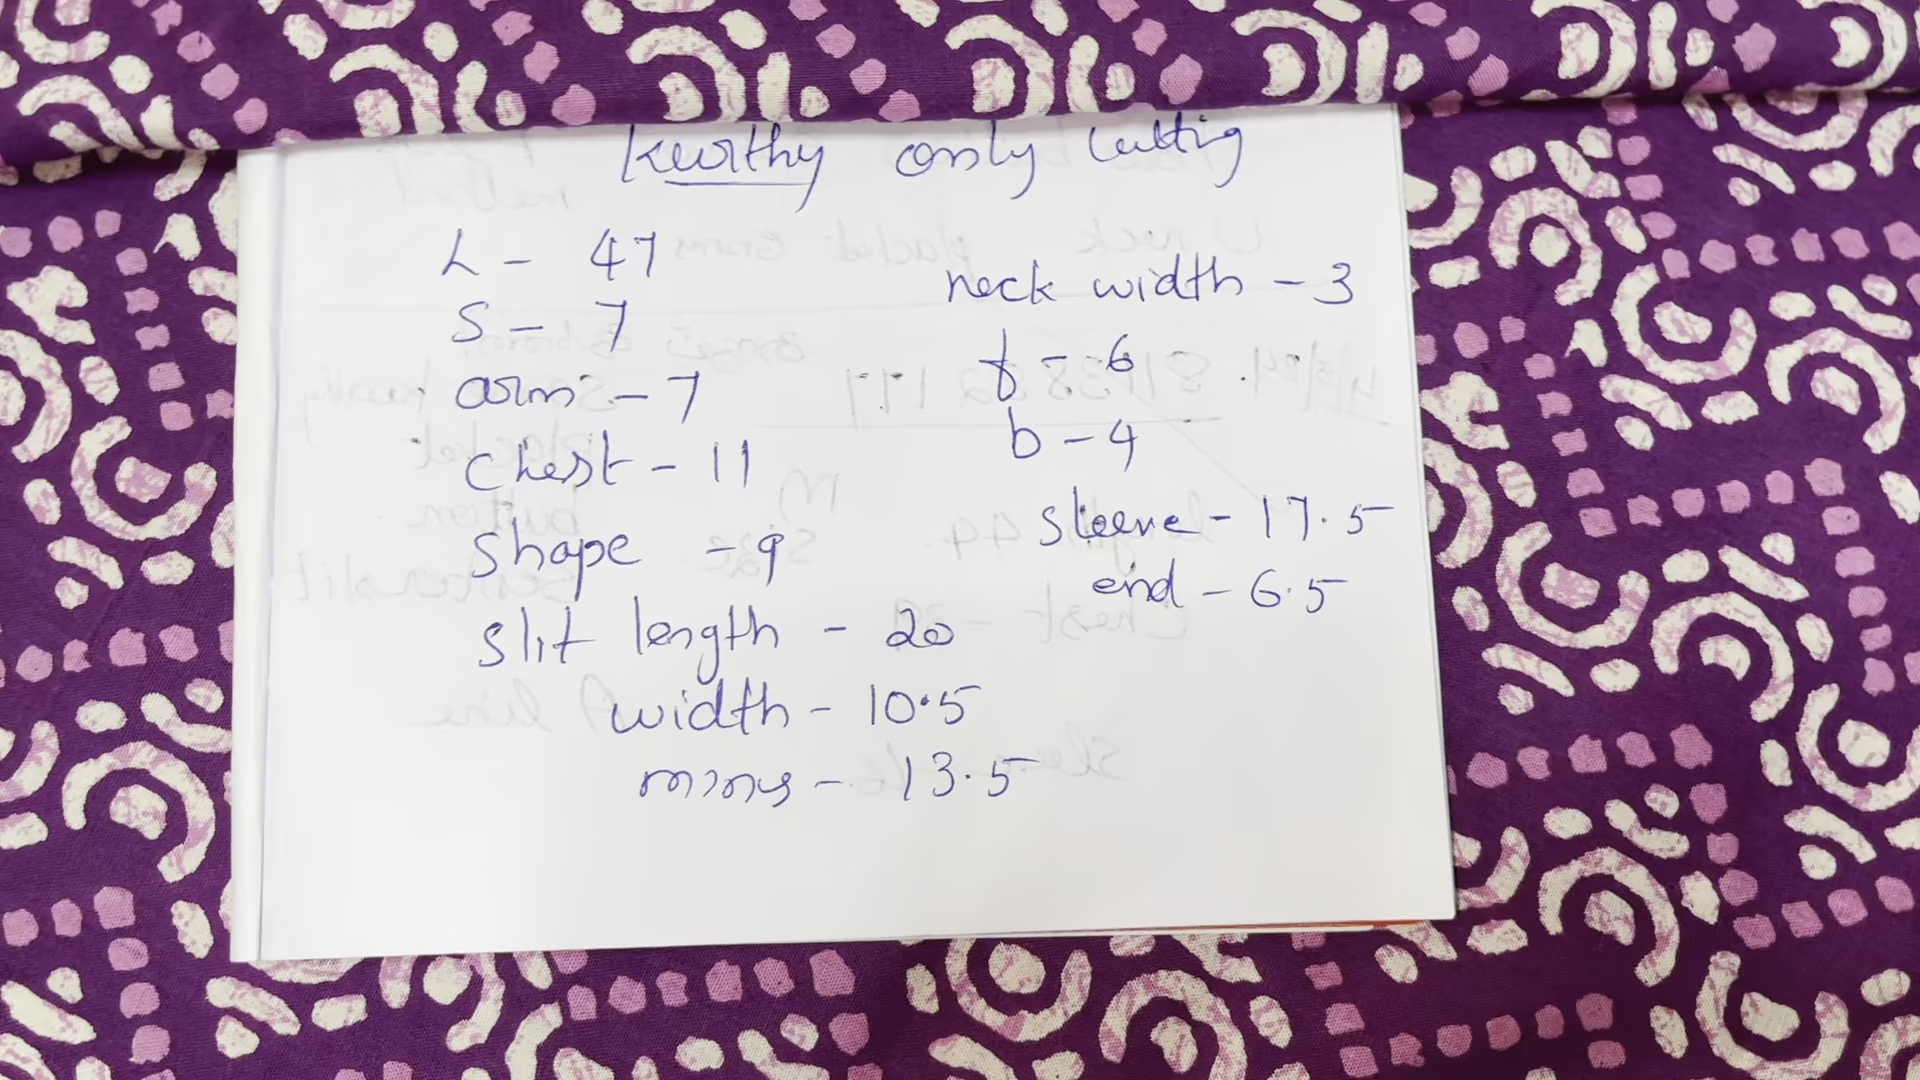 kurthy only cutting
L - 47
S - 7
arm - 7
chest - 11
shape - 9
slit length - 20
width - 10.5
- 13.5
neck width - 3
f - 6
b - 4
sleeve - 17.5
end - 6.5